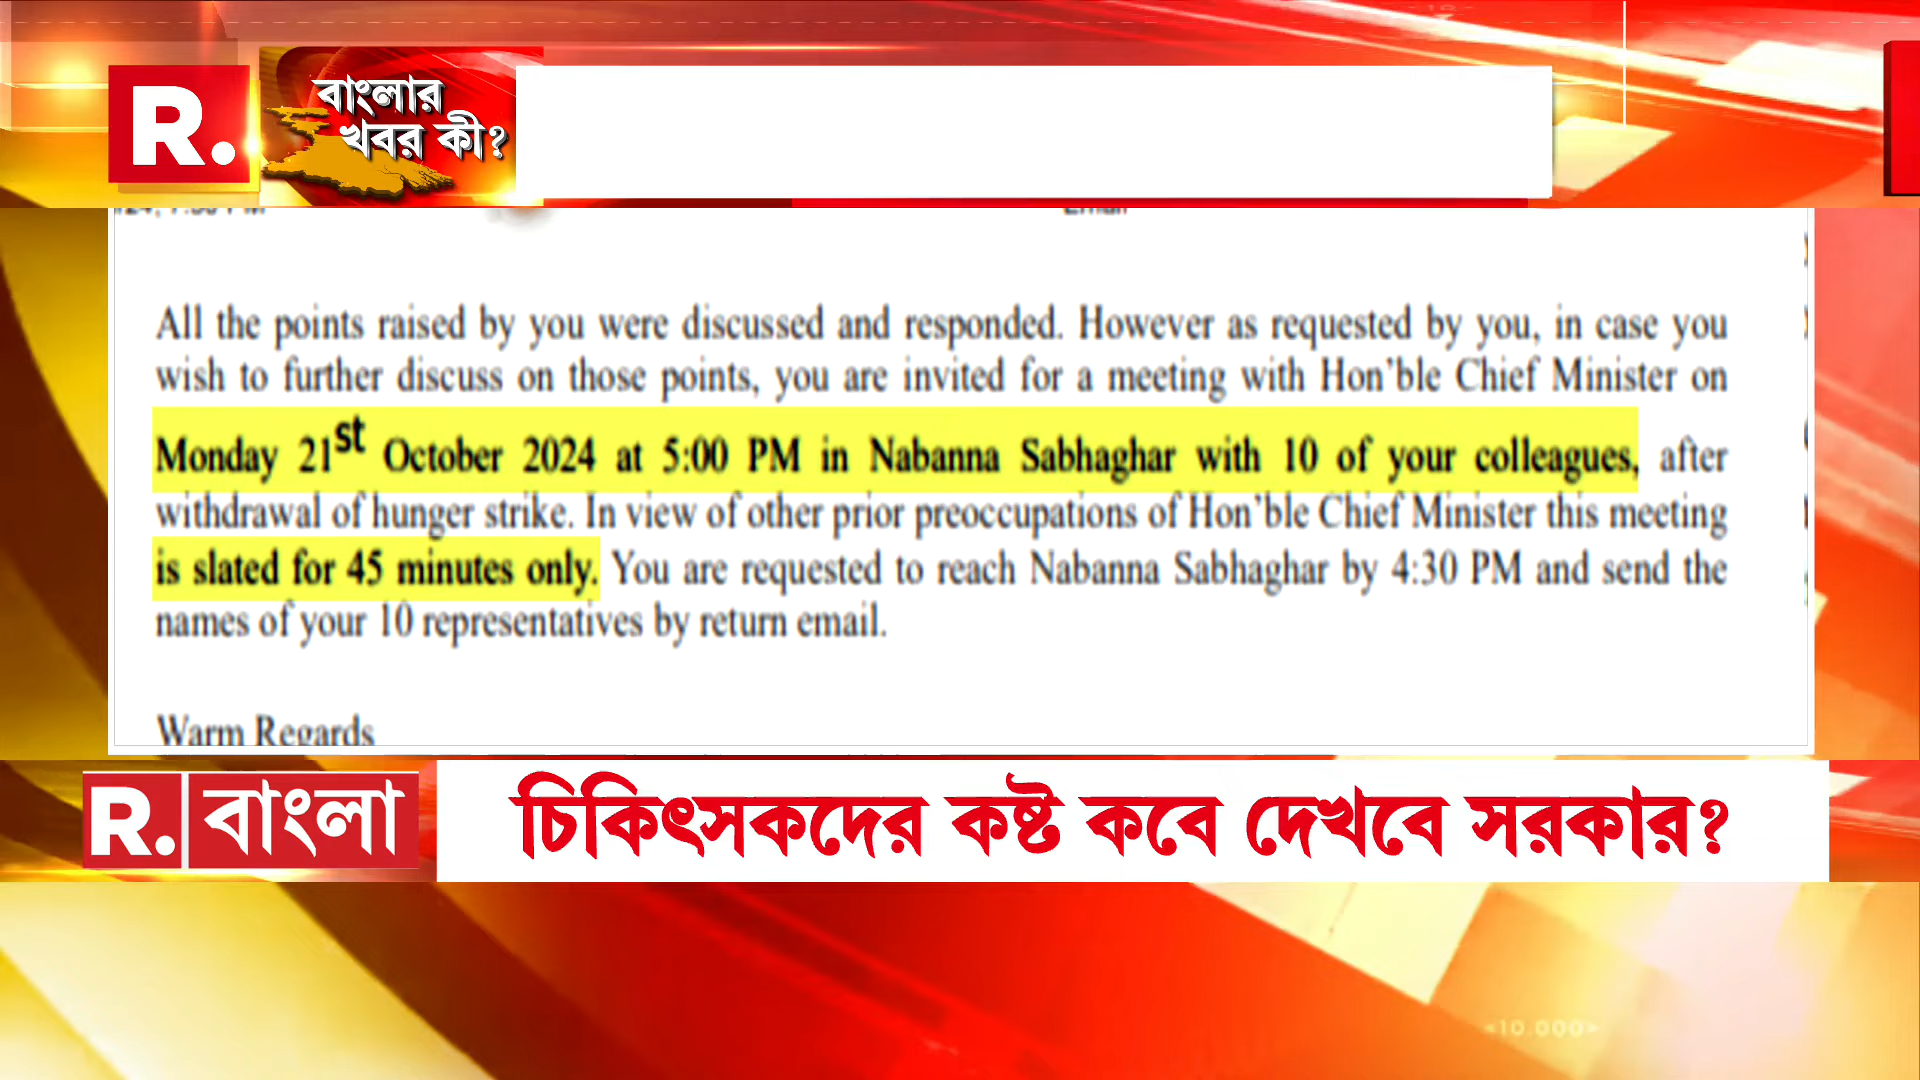 R.
বাংলার
খবর কী?
Email
All the points raised by you were discussed and responded. However as requested by you, in case you
wish to further discuss on those points, you are invited for a meeting with Hon'ble Chief Minister on
Monday 21st October 2024 at 5:00 PM in Nabanna Sabhaghar with 10 of your colleagues, after
withdrawal of hunger strike. In view of other prior preoccupations of Hon'ble Chief Minister this meeting
is slated for 45 minutes only. You are requested to reach Nabanna Sabhaghar by 4:30 PM and send the
names of your 10 representatives by return email.
Warm Regards
R. বাংলা
চিকিৎসকদের কষ্ট কবে দেখবে সরকার?
<10.000>